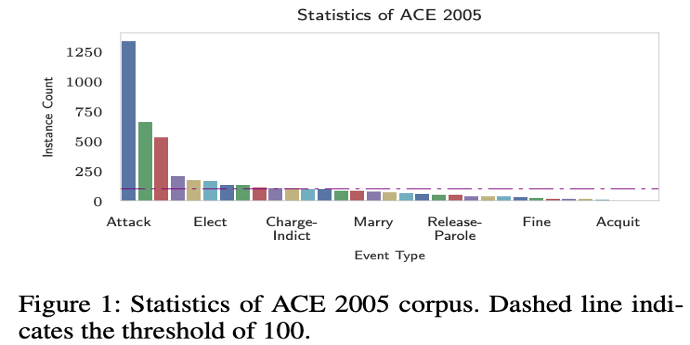 Statistics of ACE 2005
Instance Count
1250
1000
750
500
250
0
Attack Elect Charge-Indict Marry Release-Parole Fine Acquit
Event Type
Figure 1: Statistics of ACE 2005 corpus. Dashed line indi-
cates the threshold of 100.